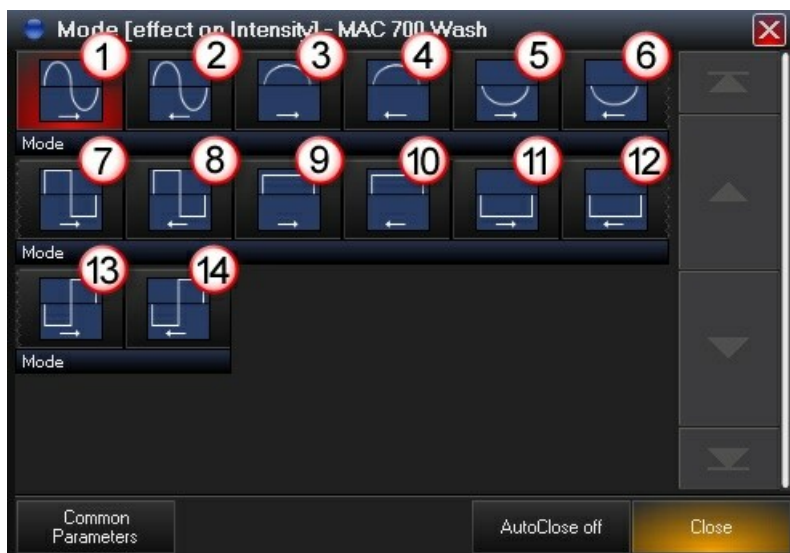 Mode [effect on Intensity] - MAC 700 Wash
1 2 3 4 5 6
Mode
7 8 9 10 11 12
Mode
13 14
Mode
Common
Parameters
AutoClose off
Close